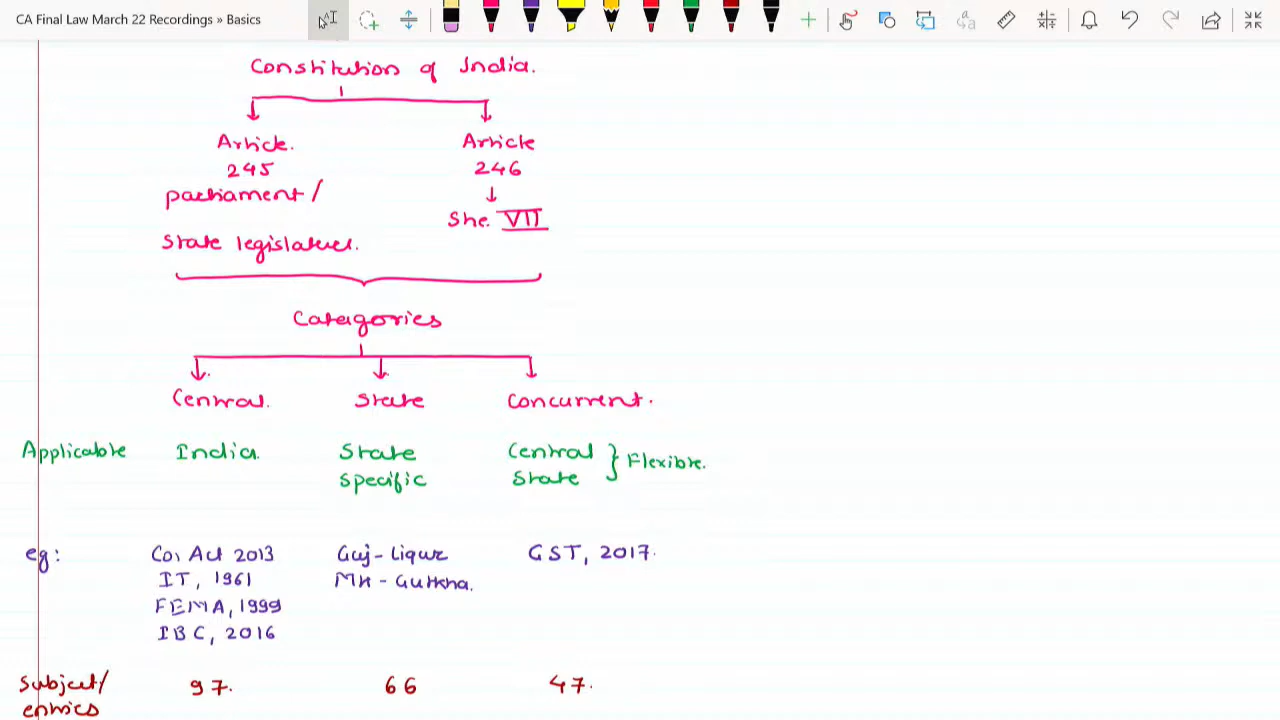 CA Final Law March 22 Recordings » Basics
Constitution of India.
Article. Article
245 246
parliament/
She. VII
State legislature.
Categories
Central. State Concurrent.
Applicable India. State Central } Flexible.
Specific State
eg: Co, Act 2013 Guj-Liqur GST, 2017.
IT, 1961 MH - Gutkha.
FEMA, 1999
IBC, 2016
Subject/ 97. 66 47.
entries